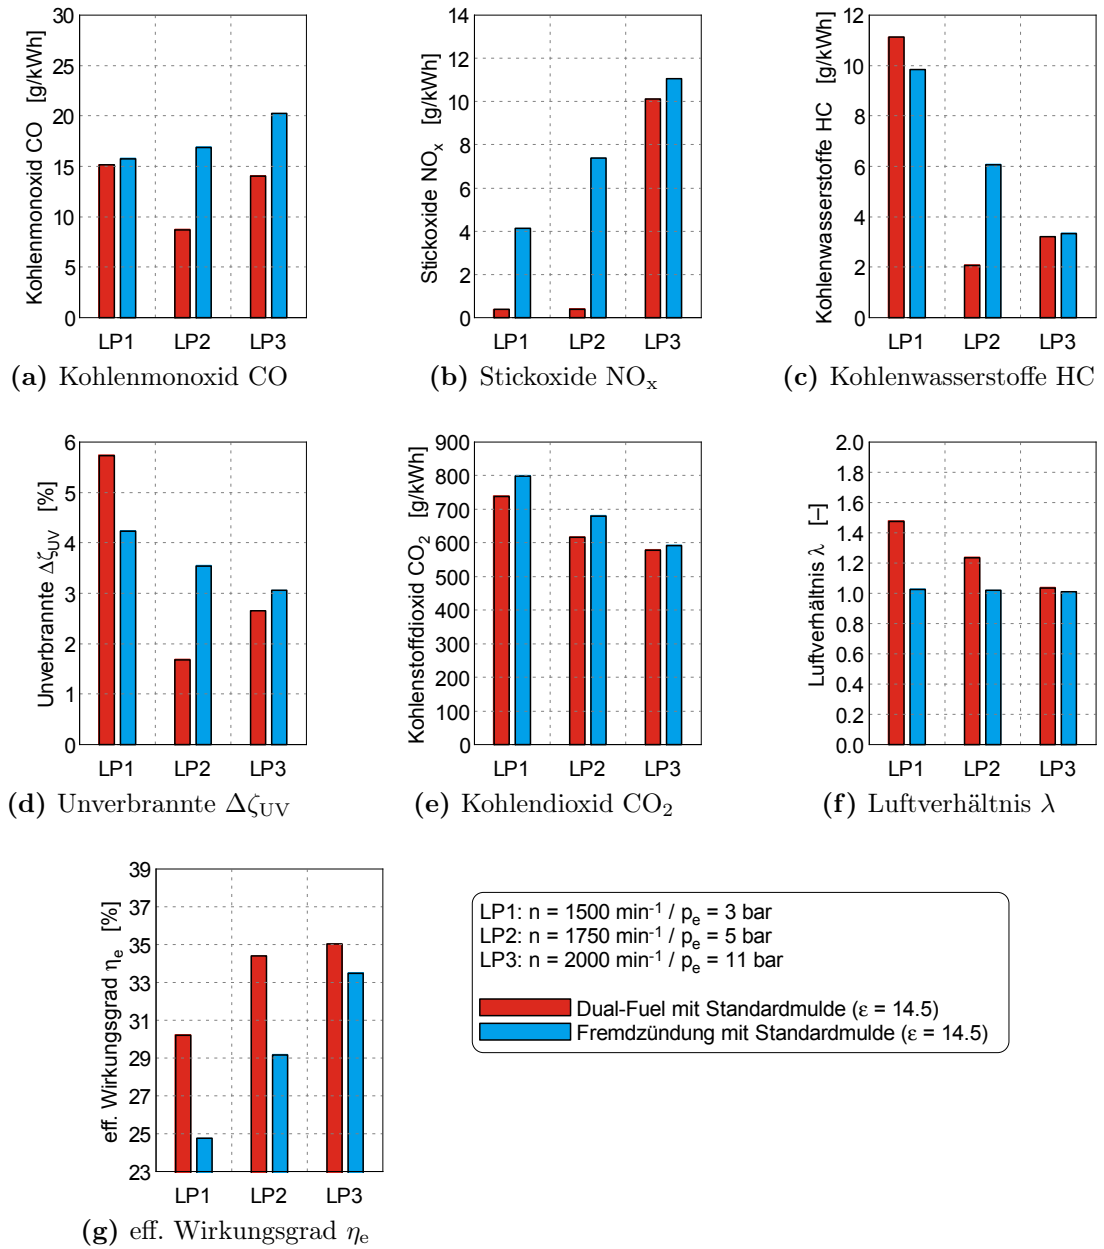 Kohlenmonoxid CO [g/kWh]
30
25
20
15
10
5
0
LP1 LP2 LP3
(a) Kohlenmonoxid CO
Stickoxide NOx [g/kWh]
14
12
10
8
6
4
2
0
LP1 LP2 LP3
(b) Stickoxide NOx
Kohlenwasserstoffe HC [g/kWh]
12
10
8
6
4
2
0
LP1 LP2 LP3
(c) Kohlenwasserstoffe HC
Unverbrannte ΔζUV [%]
6
5
4
3
2
1
0
LP1 LP2 LP3
(d) Unverbrannte ΔζUV
Kohlenstoffdioxid CO2 [g/kWh]
900
800
700
600
500
400
300
200
100
0
LP1 LP2 LP3
(e) Kohlendioxid CO2
Luftverhältnis λ [–]
2.0
1.8
1.6
1.4
1.2
1.0
0.8
0.6
0.4
0.2
0.0
LP1 LP2 LP3
(f) Luftverhältnis λ
eff. Wirkungsgrad ηe [%]
39
37
35
33
31
29
27
25
23
LP1 LP2 LP3
(g) eff. Wirkungsgrad ηe
LP1: n = 1500 min-1 / pe = 3 bar
LP2: n = 1750 min-1 / pe = 5 bar
LP3: n = 2000 min-1 / pe = 11 bar
Dual-Fuel mit Standardmulde (ε = 14.5)
Fremdzündung mit Standardmulde (ε = 14.5)